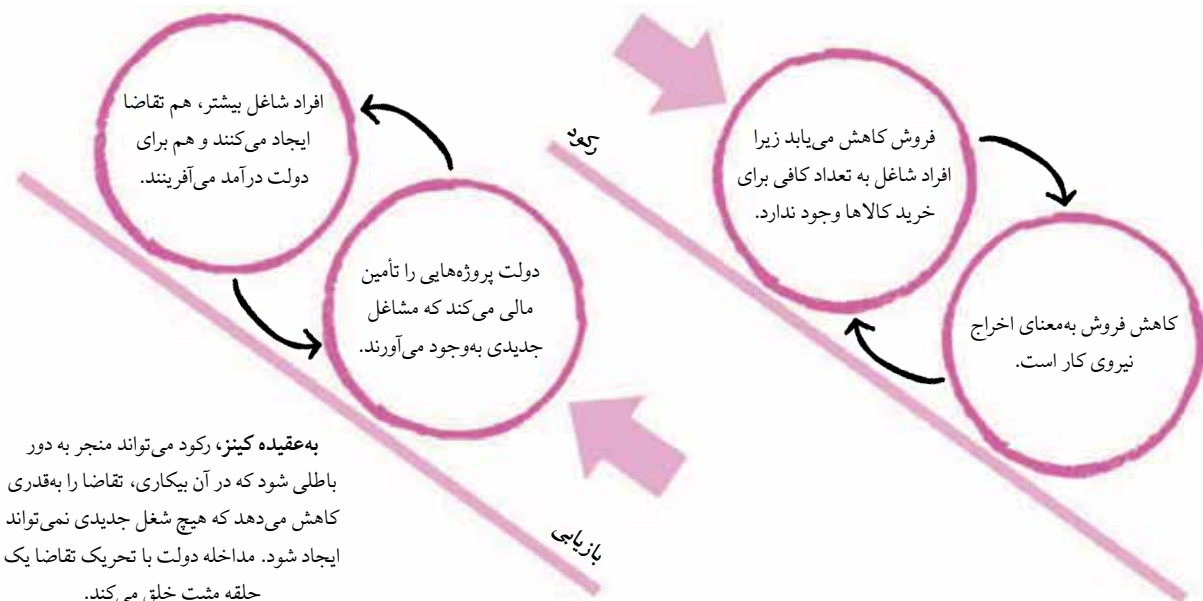 رکود
فروش کاهش می‌یابد زیرا
افراد شاغل به تعداد کافی برای
خرید کالاها وجود ندارد.
کاهش فروش به‌معنای اخراج
نیروی کار است.
افراد شاغل بیشتر، هم تقاضا
ایجاد می‌کنند و هم برای
دولت درآمد می‌آفرینند.
دولت پروژه‌هایی را تأمین
مالی می‌کند که مشاغل
جدیدی به‌وجود می‌آورند.
بازیابی
به‌عقیده کینز، رکود می‌تواند منجر به دور
باطلی شود که در آن بیکاری، تقاضا را به‌قدری
کاهش می‌دهد که هیچ شغل جدیدی نمی‌تواند
ایجاد شود. مداخله دولت با تحریک تقاضا یک
حلقه مثبت خلق می‌کند.